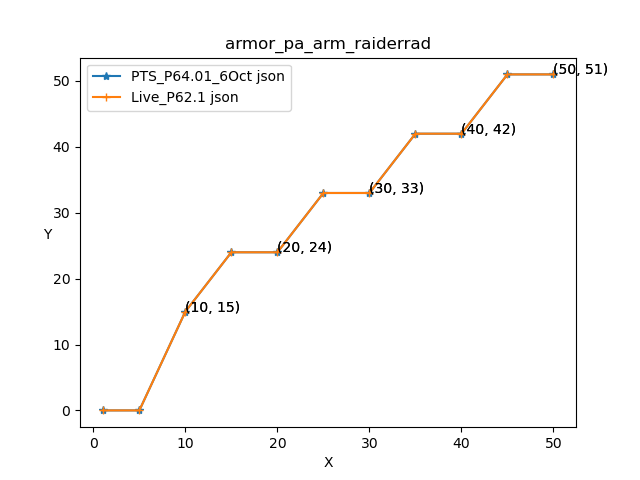 armor_pa_arm_raiderrad
PTS_P64.01_6Oct json
Live_P62.1 json
(50, 51)
(40, 42)
(30, 33)
(20, 24)
(10, 15)
50
40
30
20
10
0
Y
0 10 20 30 40 50
X